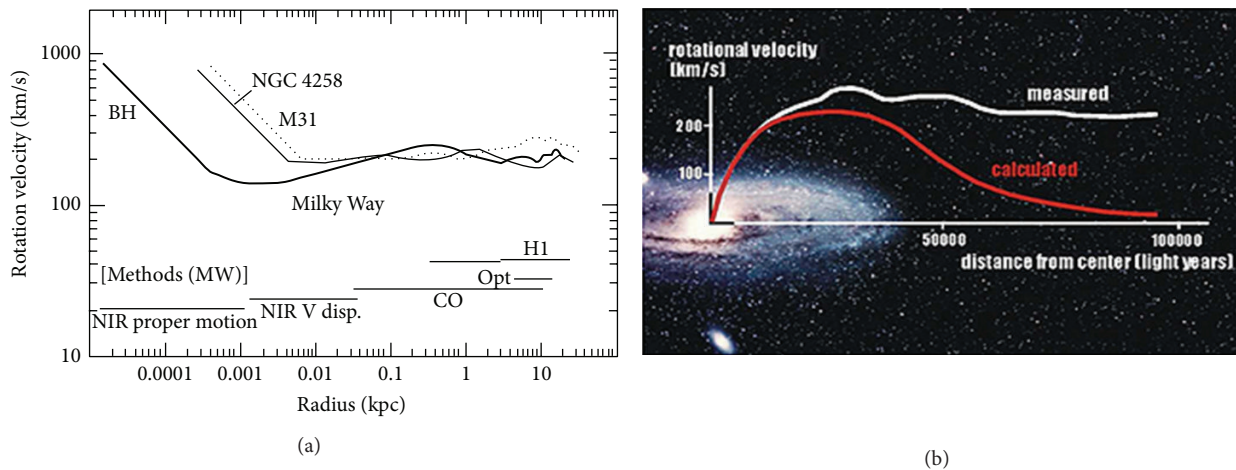 1000
100
10
Rotation velocity (km/s)
BH
NGC 4258
M31
Milky Way
[Methods (MW)]
H1
Opt
CO
NIR V disp.
NIR proper motion
0.0001 0.001 0.01 0.1 1 10
Radius (kpc)
(a)
rotational velocity
(km/s)
measured
200
100
calculated
50000 100000
distance from center (light years)
(b)